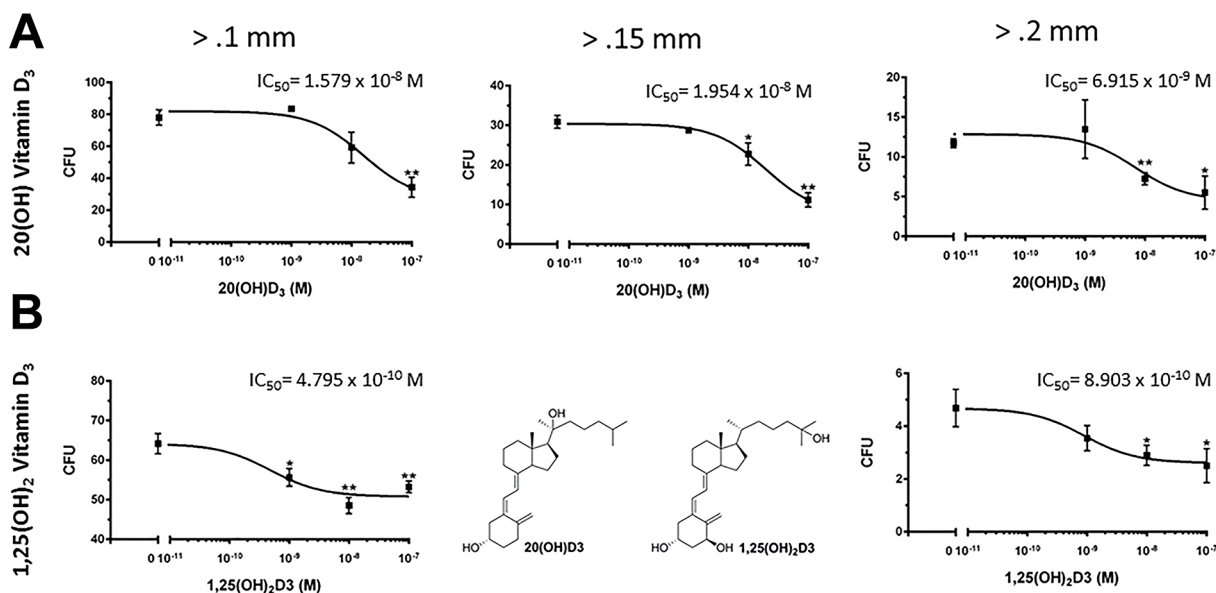 A
> .1 mm
> .15 mm
> .2 mm
20(OH) Vitamin D3
IC50= 1.579 x 10-8 M
CFU
100
80
60
40
20
0
**
0 10-11 10-10 10-9 10-8 10-7
20(OH)D3 (M)
IC50= 1.954 x 10-8 M
CFU
40
30
20
10
0
*
**
0 10-11 10-10 10-9 10-8 10-7
20(OH)D3 (M)
IC50= 6.915 x 10-9 M
CFU
20
15
10
5
0
**
*
0 10-11 10-10 10-9 10-8 10-7
20(OH)D3 (M)
B
1,25(OH)2 Vitamin D3
IC50= 4.795 x 10-10 M
CFU
80
70
60
50
40
*
**
**
0 10-11 10-10 10-9 10-8 10-7
1,25(OH)2D3 (M)
OH
HO
20(OH)D3
OH
HO
OH
1,25(OH)2D3
IC50= 8.903 x 10-10 M
CFU
6
4
2
0
*
*
0 10-11 10-10 10-9 10-8 10-7
1,25(OH)2D3 (M)